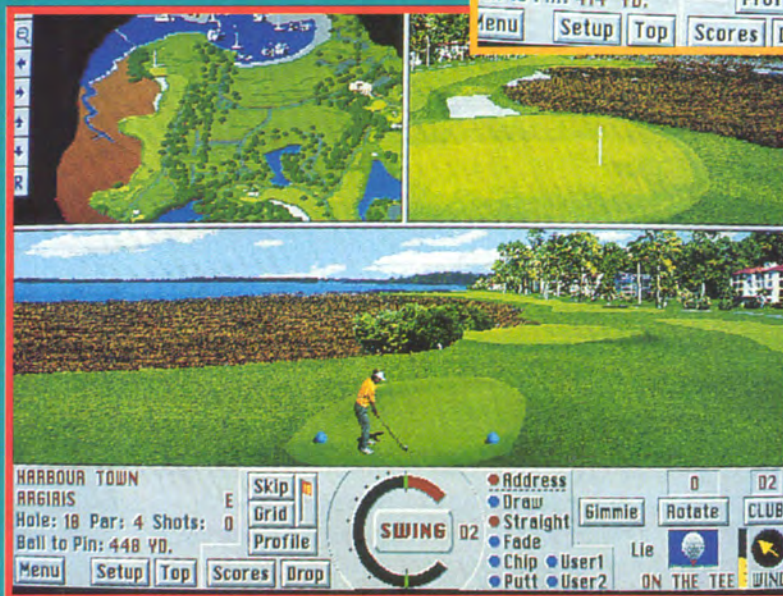 Menu Setup Top Scores
R
HARBOUR TOWN
ARGIRIS E
Hole: 18 Par: 4 Shots: 0
Ball to Pin: 448 YD.
Menu Setup Top Scores Drop
Skip
Grid
Profile
SWING D2
Address
Draw
Straight
Fade
Chip User1
Putt User2
Gimmie
0
Rotate
D2
CLUB
Lie
ON THE TEE WIND